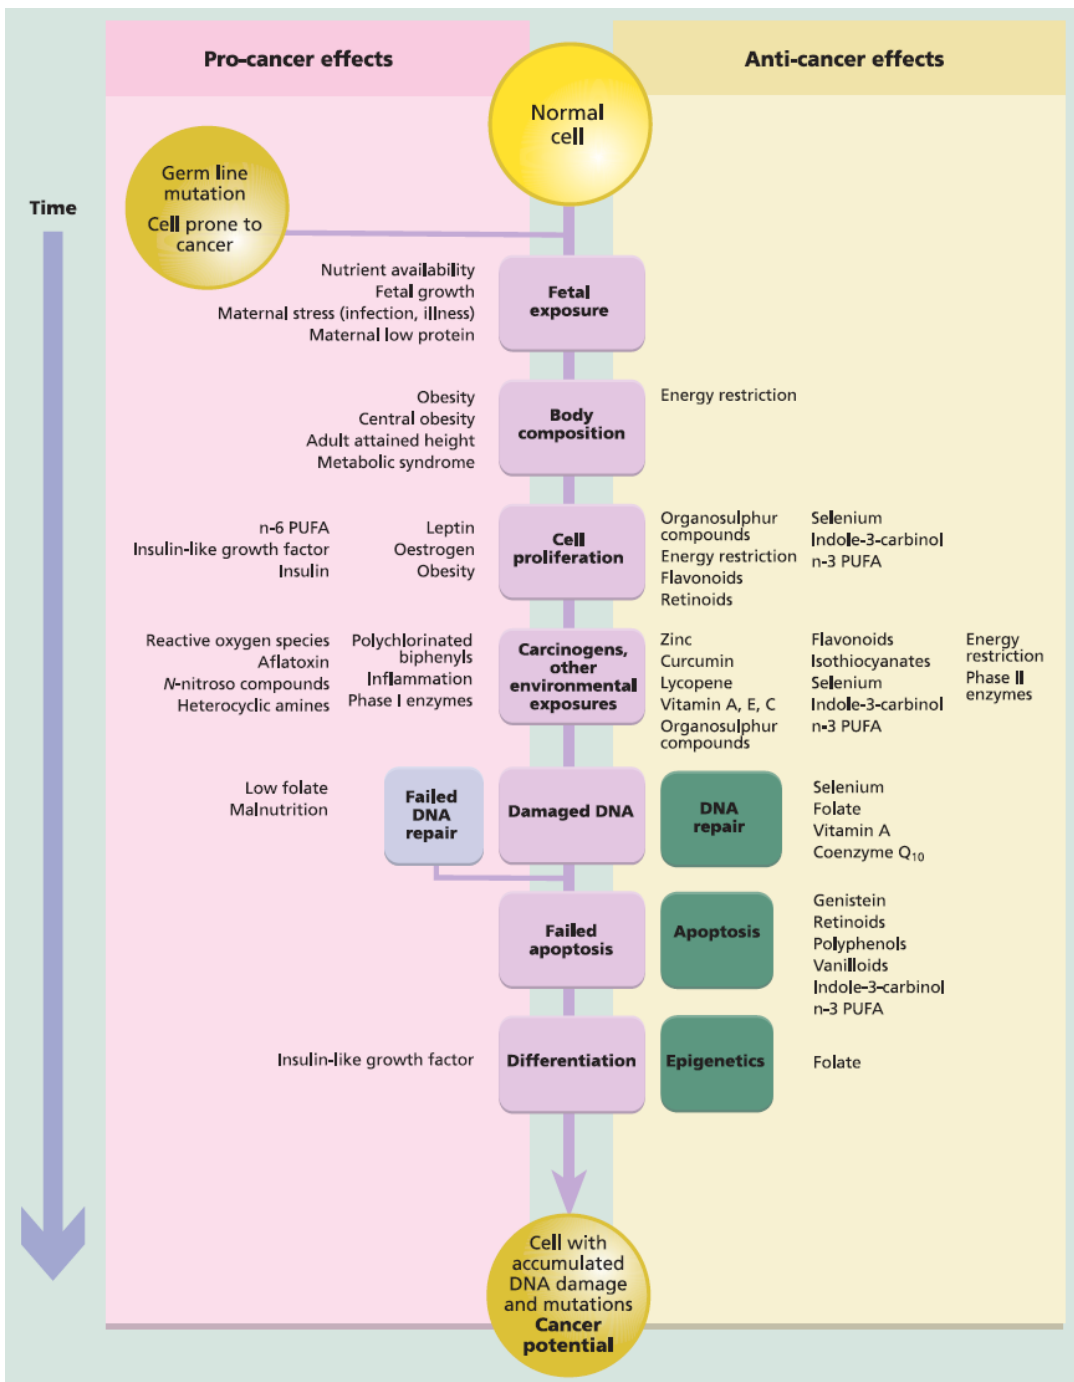 Pro-cancer effects
Anti-cancer effects
Normal
cell
Germ line
mutation
Cell prone to
cancer
Time
Nutrient availability
Fetal growth
Maternal stress (infection, illness)
Maternal low protein
Fetal
exposure
Obesity
Central obesity
Adult attained height
Metabolic syndrome
Body
composition
Energy restriction
n-6 PUFA
Insulin-like growth factor
Insulin
Leptin
Oestrogen
Obesity
Cell
proliferation
Organosulphur
compounds
Energy restriction
Flavonoids
Retinoids
Selenium
Indole-3-carbinol
n-3 PUFA
Reactive oxygen species
Aflatoxin
N-nitroso compounds
Heterocyclic amines
Polychlorinated
biphenyls
Inflammation
Phase I enzymes
Carcinogens,
other
environmental
exposures
Zinc
Curcumin
Lycopene
Vitamin A, E, C
Organosulphur
compounds
Flavonoids
Isothiocyanates
Selenium
Indole-3-carbinol
n-3 PUFA
Energy
restriction
Phase II
enzymes
Low folate
Malnutrition
Failed
DNA
repair
Damaged DNA
DNA
repair
Selenium
Folate
Vitamin A
Coenzyme Q₁₀
Failed
apoptosis
Apoptosis
Genistein
Retinoids
Polyphenols
Vanilloids
Indole-3-carbinol
n-3 PUFA
Insulin-like growth factor
Differentiation
Epigenetics
Folate
Cell with
accumulated
DNA damage
and mutations
Cancer
potential